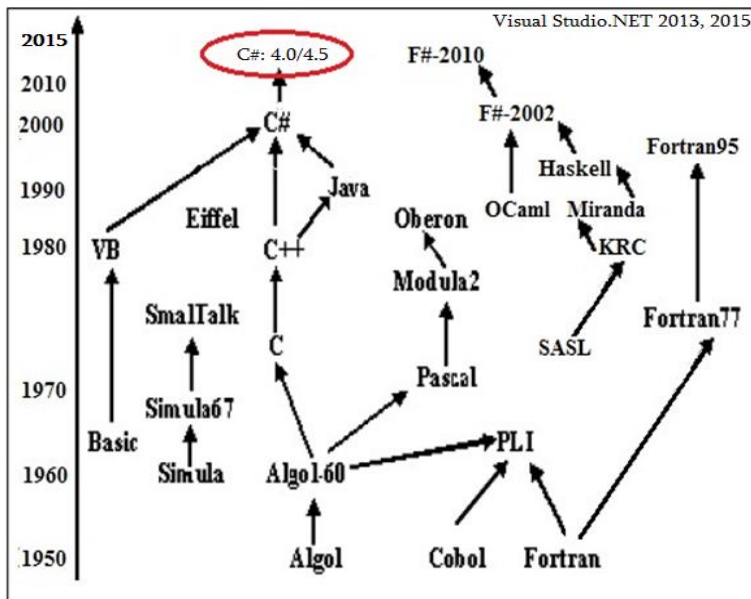 Visual Studio.NET 2013, 2015
2015
C#: 4.0/4.5
F#-2010
2010
F#-2002
2000
C#
Fortran95
Haskell
1990
Java
Eiffel
Oberon
OCaml
Miranda
1980
VB
C++
KRC
Modula2
SmalTalk
Fortran77
C
SASL
1970
Pascal
Simula67
Basic
PLI
1960
Simula
Algol-60
1950
Algol
Cobol
Fortran